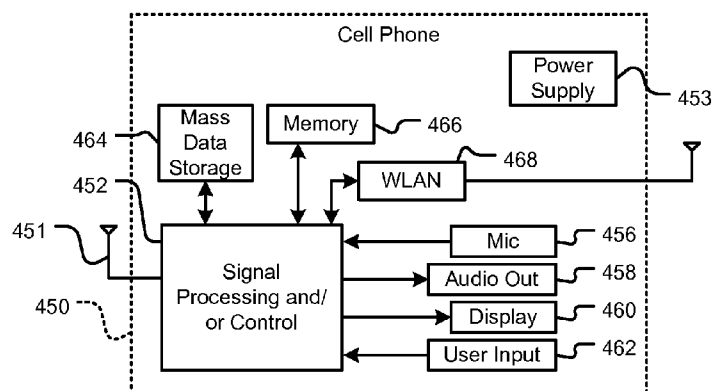 Cell Phone
Power
Supply
453
Mass
Data
Storage
464
Memory
466
468
WLAN
452
451
Signal
Processing and/
or Control
Mic
456
Audio Out
458
450
Display
460
User Input
462